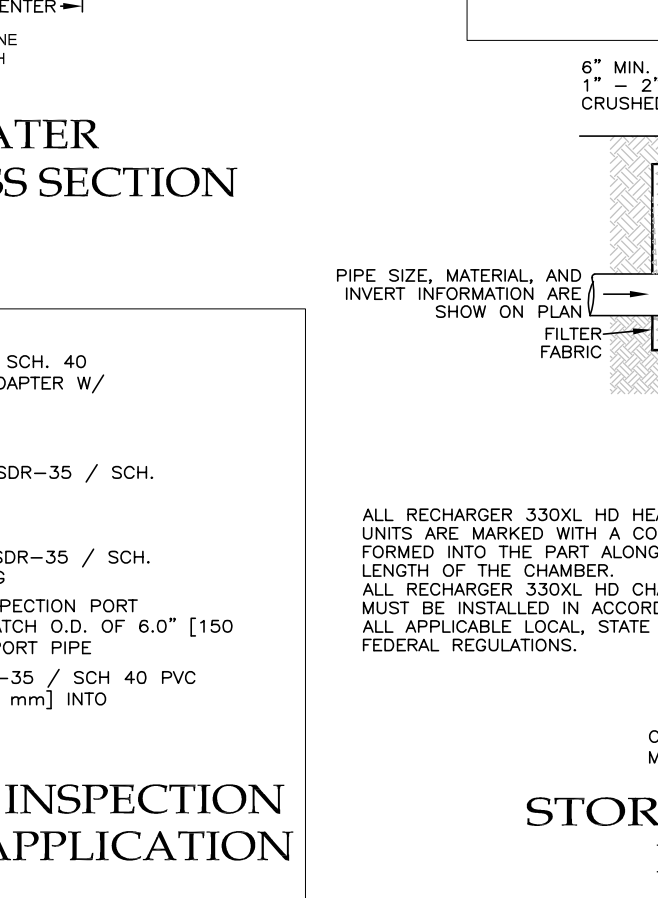 ENTER
NE
H
ATER
SS SECTION
SCH. 40
DAPTER W/
SDR-35 / SCH.
SDR-35 / SCH.
G
PECTION PORT
ATCH O.D. OF 6.0" [150
PORT PIPE
-35 / SCH 40 PVC
mm] INTO
INSPECTION
APPLICATION
6" MIN.
1" - 2"
CRUSHED
PIPE SIZE, MATERIAL, AND
INVERT INFORMATION ARE
SHOW ON PLAN
FILTER
FABRIC
ALL RECHARGER 330XL HD HEA
UNITS ARE MARKED WITH A CO
FORMED INTO THE PART ALONG
LENGTH OF THE CHAMBER.
ALL RECHARGER 330XL HD CHA
MUST BE INSTALLED IN ACCORD
ALL APPLICABLE LOCAL, STATE
FEDERAL REGULATIONS.
M
STOR